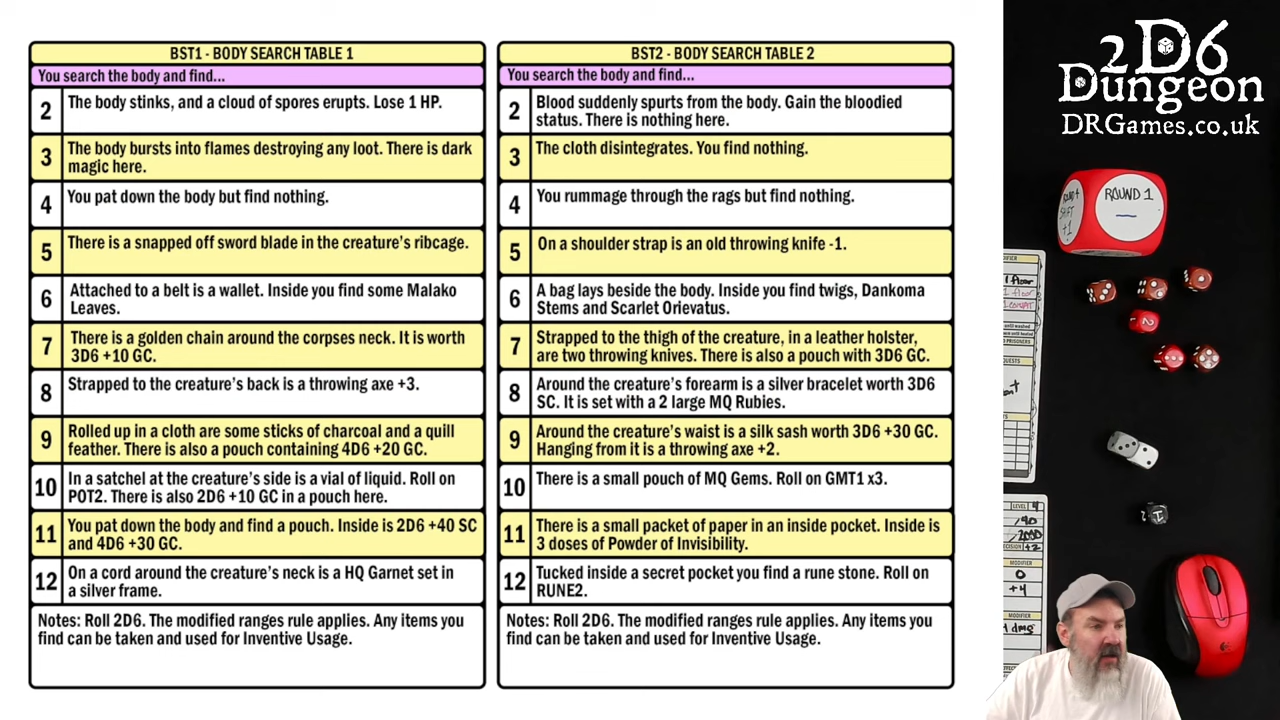 BST1 - BODY SEARCH TABLE 1
You search the body and find...
2 The body stinks, and a cloud of spores erupts. Lose 1 HP.
3 The body bursts into flames destroying any loot. There is dark
magic here.
4 You pat down the body but find nothing.
5 There is a snapped off sword blade in the creature's ribcage.
6 Attached to a belt is a wallet. Inside you find some Malako
Leaves.
7 There is a golden chain around the corpses neck. It is worth
3D6 +10 GC.
8 Strapped to the creature's back is a throwing axe +3.
9 Rolled up in a cloth are some sticks of charcoal and a quill
feather. There is also a pouch containing 4D6 +20 GC.
10 In a satchel at the creature's side is a vial of liquid. Roll on
POT2. There is also 2D6 +10 GC in a pouch here.
11 You pat down the body and find a pouch. Inside is 2D6 +40 SC
and 4D6 +30 GC.
12 On a cord around the creature's neck is a HQ Garnet set in
a silver frame.
Notes: Roll 2D6. The modified ranges rule applies. Any items you
find can be taken and used for Inventive Usage.
BST2 - BODY SEARCH TABLE 2
You search the body and find...
2 Blood suddenly spurts from the body. Gain the bloodied
status. There is nothing here.
3 The cloth disintegrates. You find nothing.
4 You rummage through the rags but find nothing.
5 On a shoulder strap is an old throwing knife -1.
6 A bag lays beside the body. Inside you find twigs, Dankoma
Stems and Scarlet Orievatus.
7 Strapped to the thigh of the creature, in a leather holster,
are two throwing knives. There is also a pouch with 3D6 GC.
8 Around the creature's forearm is a silver bracelet worth 3D6
SC. It is set with a 2 large MQ Rubies.
9 Around the creature's waist is a silk sash worth 3D6 +30 GC.
Hanging from it is a throwing axe +2.
10 There is a small pouch of MQ Gems. Roll on GMT1 x3.
11 There is a small packet of paper in an inside pocket. Inside is
3 doses of Powder of Invisibility.
12 Tucked inside a secret pocket you find a rune stone. Roll on
RUNE2.
Notes: Roll 2D6. The modified ranges rule applies. Any items you
find can be taken and used for Inventive Usage.
2D6
Dungeon
DRGames.co.uk
ROUND 1
SHIFT
+1
1 floor
LEVEL 4
+2
0
+4